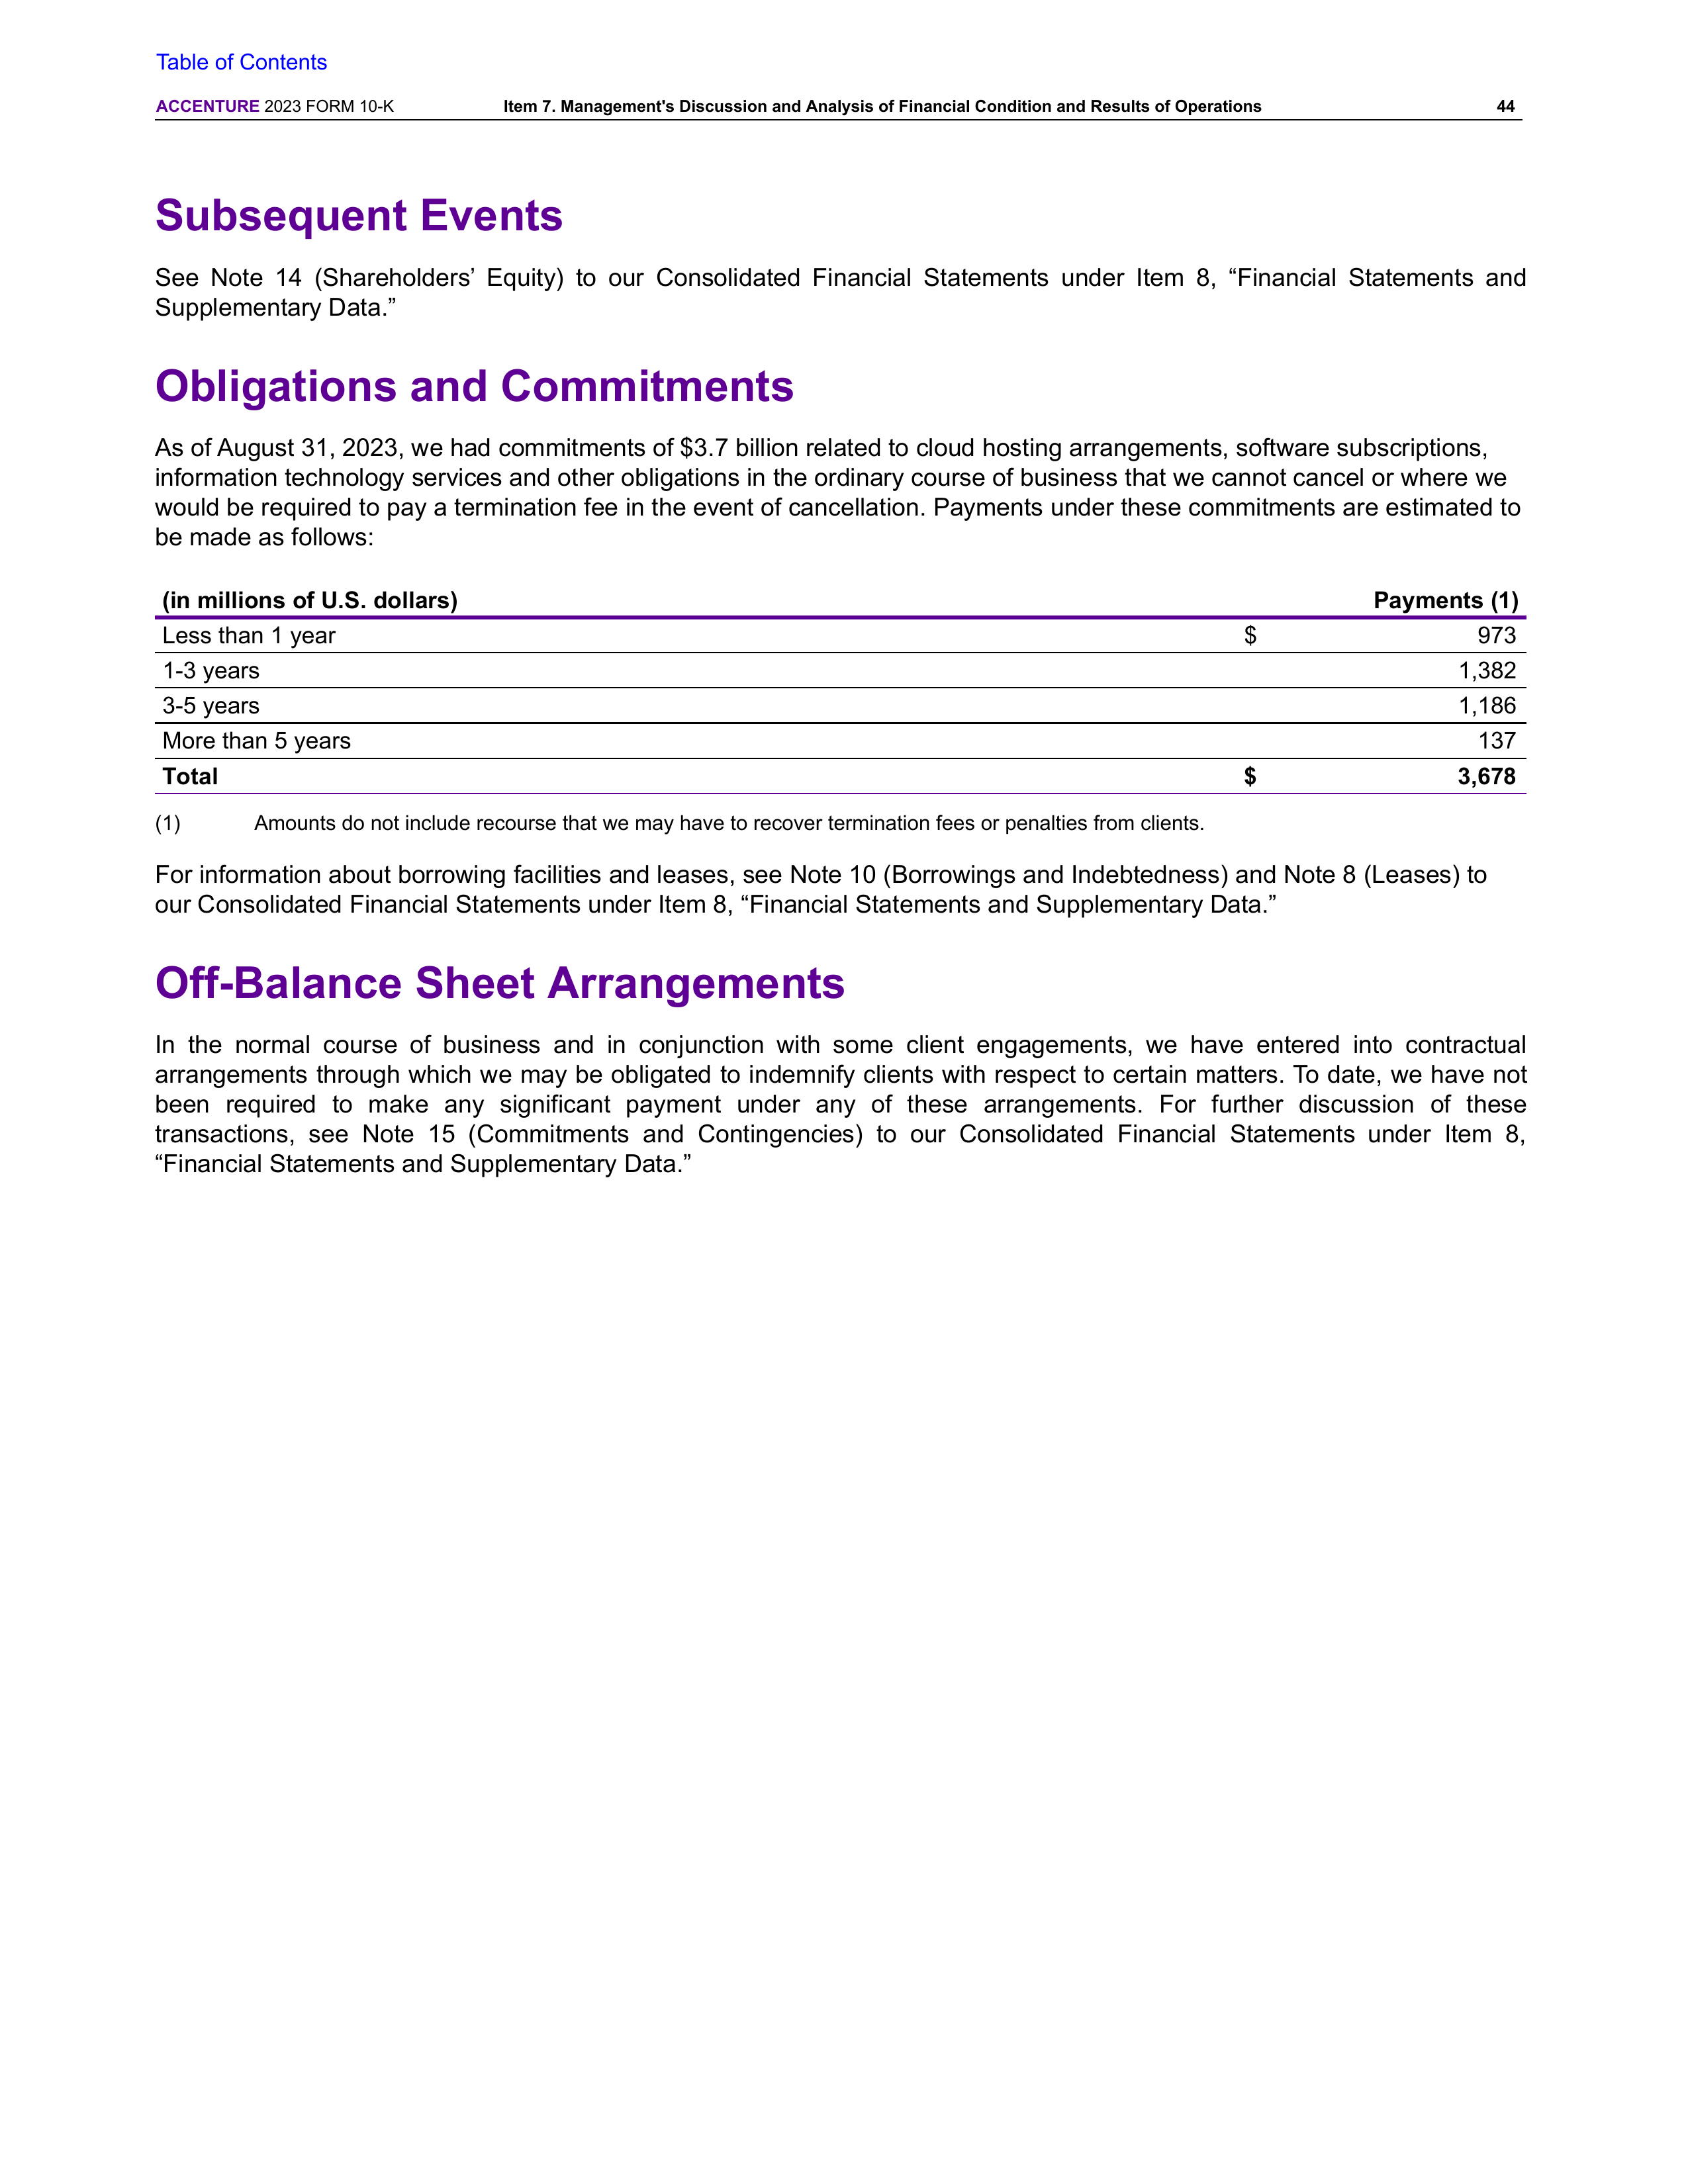 Table of Contents
ACCENTURE 2023 FORM 10-K Item 7. Management's Discussion and Analysis of Financial Condition and Results of Operations 44
Subsequent Events
See Note 14 (Shareholders’ Equity) to our Consolidated Financial Statements under Item 8, “Financial Statements and
Supplementary Data.”
Obligations and Commitments
As of August 31, 2023, we had commitments of $3.7 billion related to cloud hosting arrangements, software subscriptions,
information technology services and other obligations in the ordinary course of business that we cannot cancel or where we
would be required to pay a termination fee in the event of cancellation. Payments under these commitments are estimated to
be made as follows:
(in millions of U.S. dollars) Payments (1)
Less than 1 year $ 973
1-3 years 1,382
3-5 years 1,186
More than 5 years 137
Total $ 3,678
(1) Amounts do not include recourse that we may have to recover termination fees or penalties from clients.
For information about borrowing facilities and leases, see Note 10 (Borrowings and Indebtedness) and Note 8 (Leases) to
our Consolidated Financial Statements under Item 8, “Financial Statements and Supplementary Data.”
Off-Balance Sheet Arrangements
In the normal course of business and in conjunction with some client engagements, we have entered into contractual
arrangements through which we may be obligated to indemnify clients with respect to certain matters. To date, we have not
been required to make any significant payment under any of these arrangements. For further discussion of these
transactions, see Note 15 (Commitments and Contingencies) to our Consolidated Financial Statements under Item 8,
“Financial Statements and Supplementary Data.”